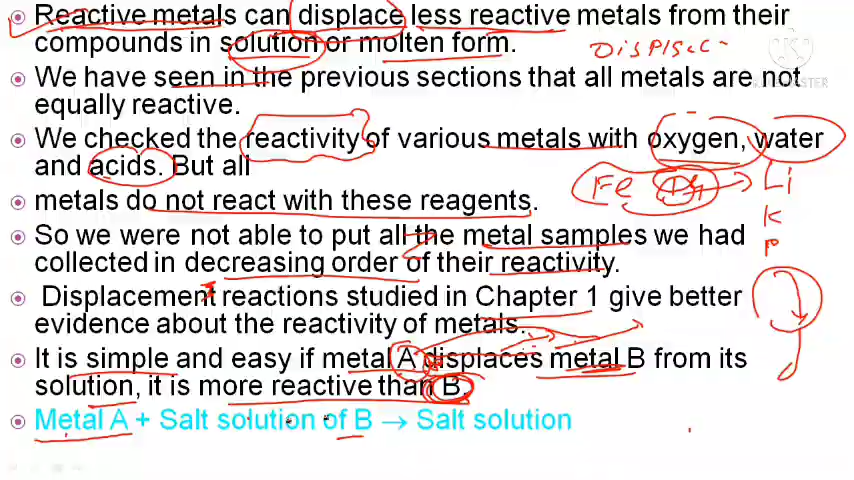 Reactive metals can displace less reactive metals from their
compounds in solution or molten form.
We have seen in the previous sections that all metals are not
equally reactive.
We checked the reactivity of various metals with oxygen, water
and acids. But all
Fe
Li
metals do not react with these reagents.
K
So we were not able to put all the metal samples we had
P
collected in decreasing order of their reactivity.
Displacement reactions studied in Chapter 1 give better
evidence about the reactivity of metals.
It is simple and easy if metal A displaces metal B from its
solution, it is more reactive than B.
Metal A + Salt solution of B → Salt solution